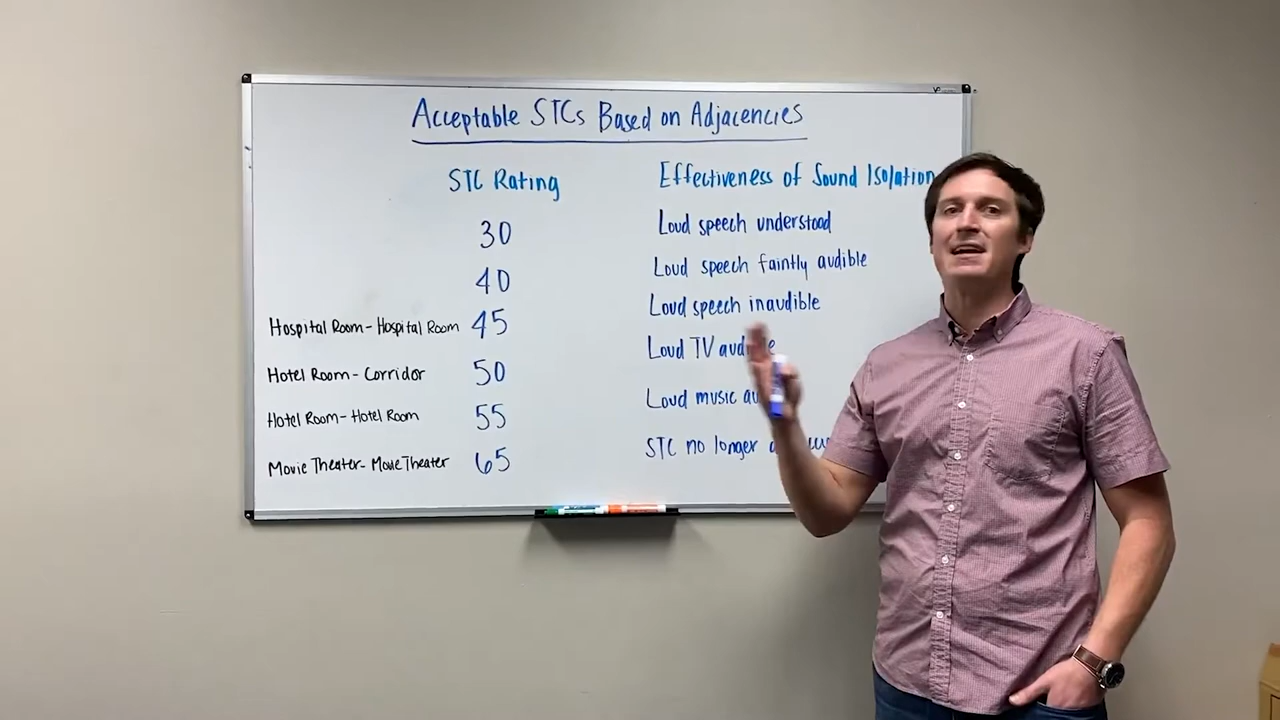 Acceptable STCs Based on Adjacencies
STC Rating Effectiveness of Sound Isolation
30 Loud speech understood
40 Loud speech faintly audible
Hospital Room - Hospital Room 45 Loud speech inaudible
Hotel Room - Corridor 50 Loud TV
Hotel Room - Hotel Room 55 Loud music
Movie Theater - Movie Theater 65 STC no longer